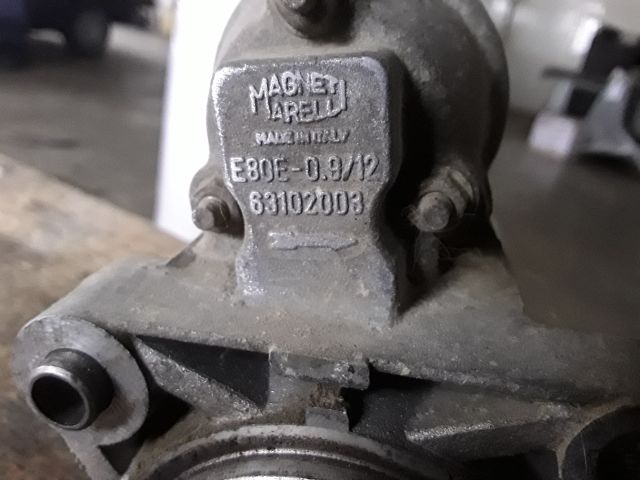 MAGNETI
MARELLI
MADE IN ITALY
E80E-0.9/12
63102003